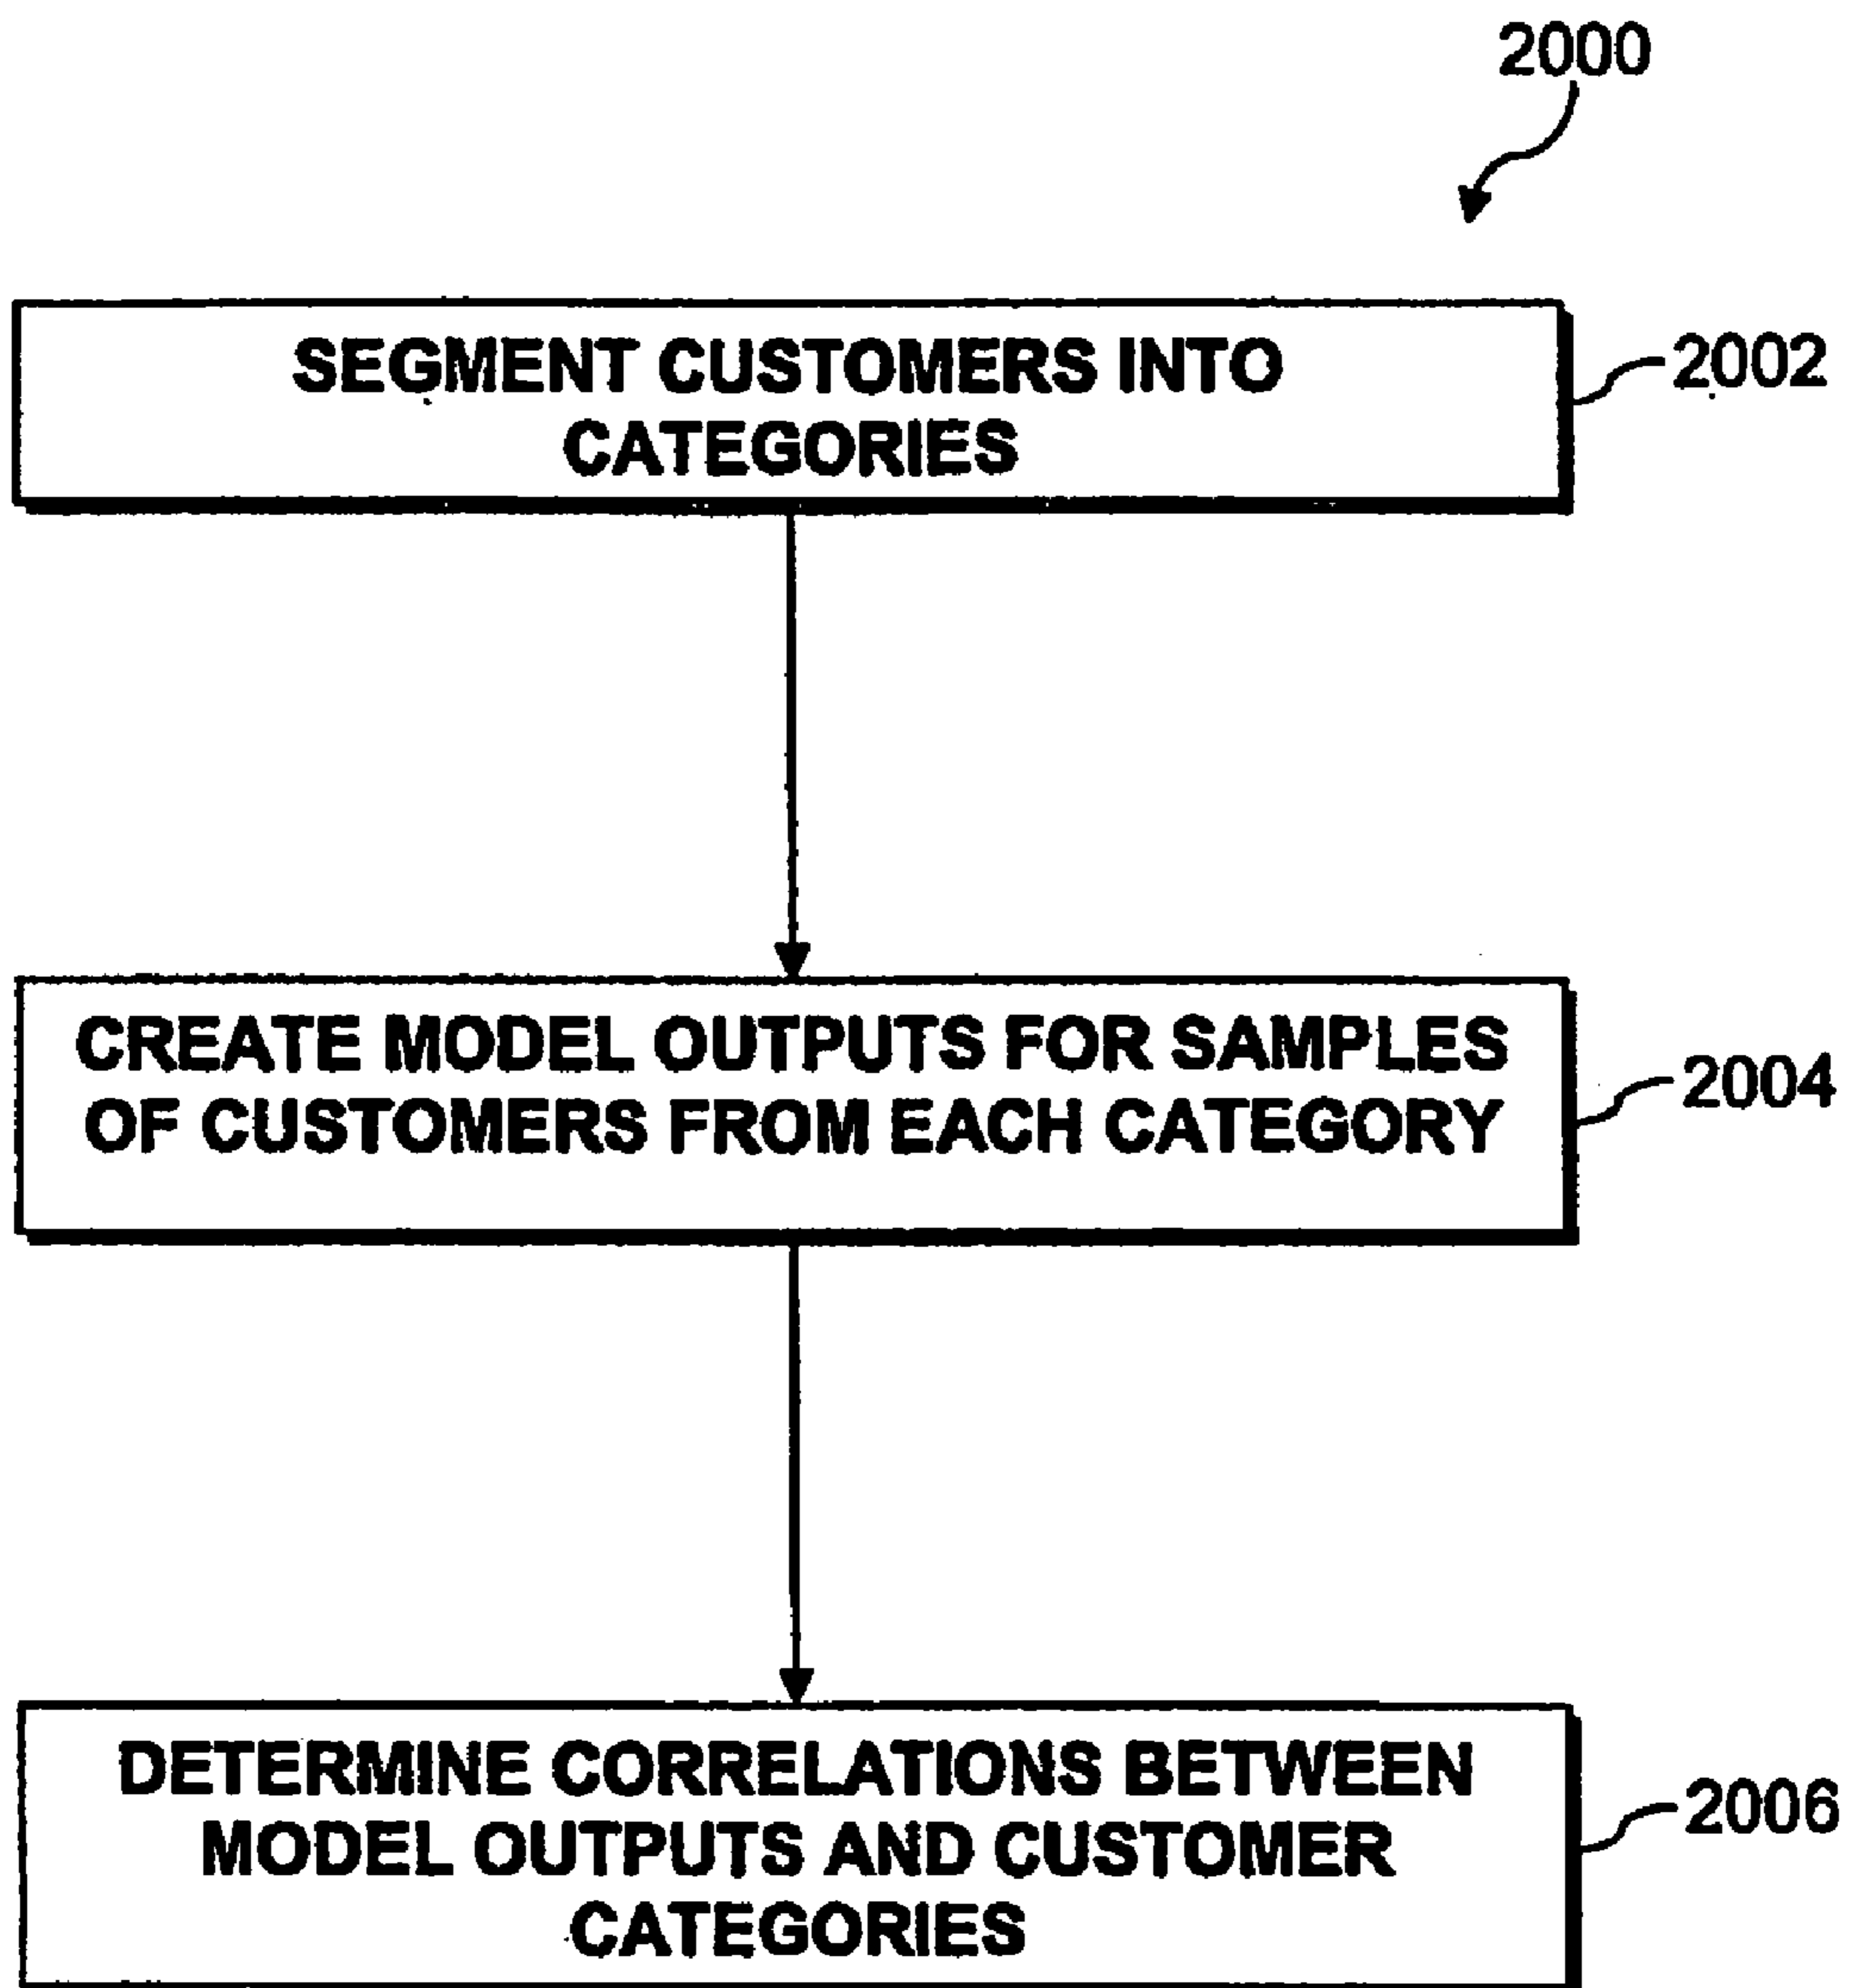 2000
SEGMENT CUSTOMERS INTO
CATEGORIES
2002
CREATE MODEL OUTPUTS FOR SAMPLES
OF CUSTOMERS FROM EACH CATEGORY
2004
DETERMINE CORRELATIONS BETWEEN
MODEL OUTPUTS AND CUSTOMER
CATEGORIES
2006